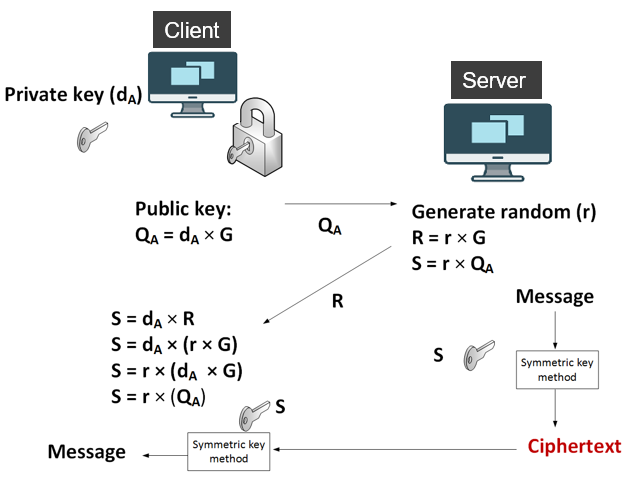 Client
Server
Private key (dA)
Public key:
QA = dA × G
QA
Generate random (r)
R = r × G
S = r × QA
R
Message
S = dA × R
S = dA × (r × G)
S = r × (dA × G)
S = r × (QA)
S
Symmetric key
method
S
Ciphertext
Symmetric key
method
Message